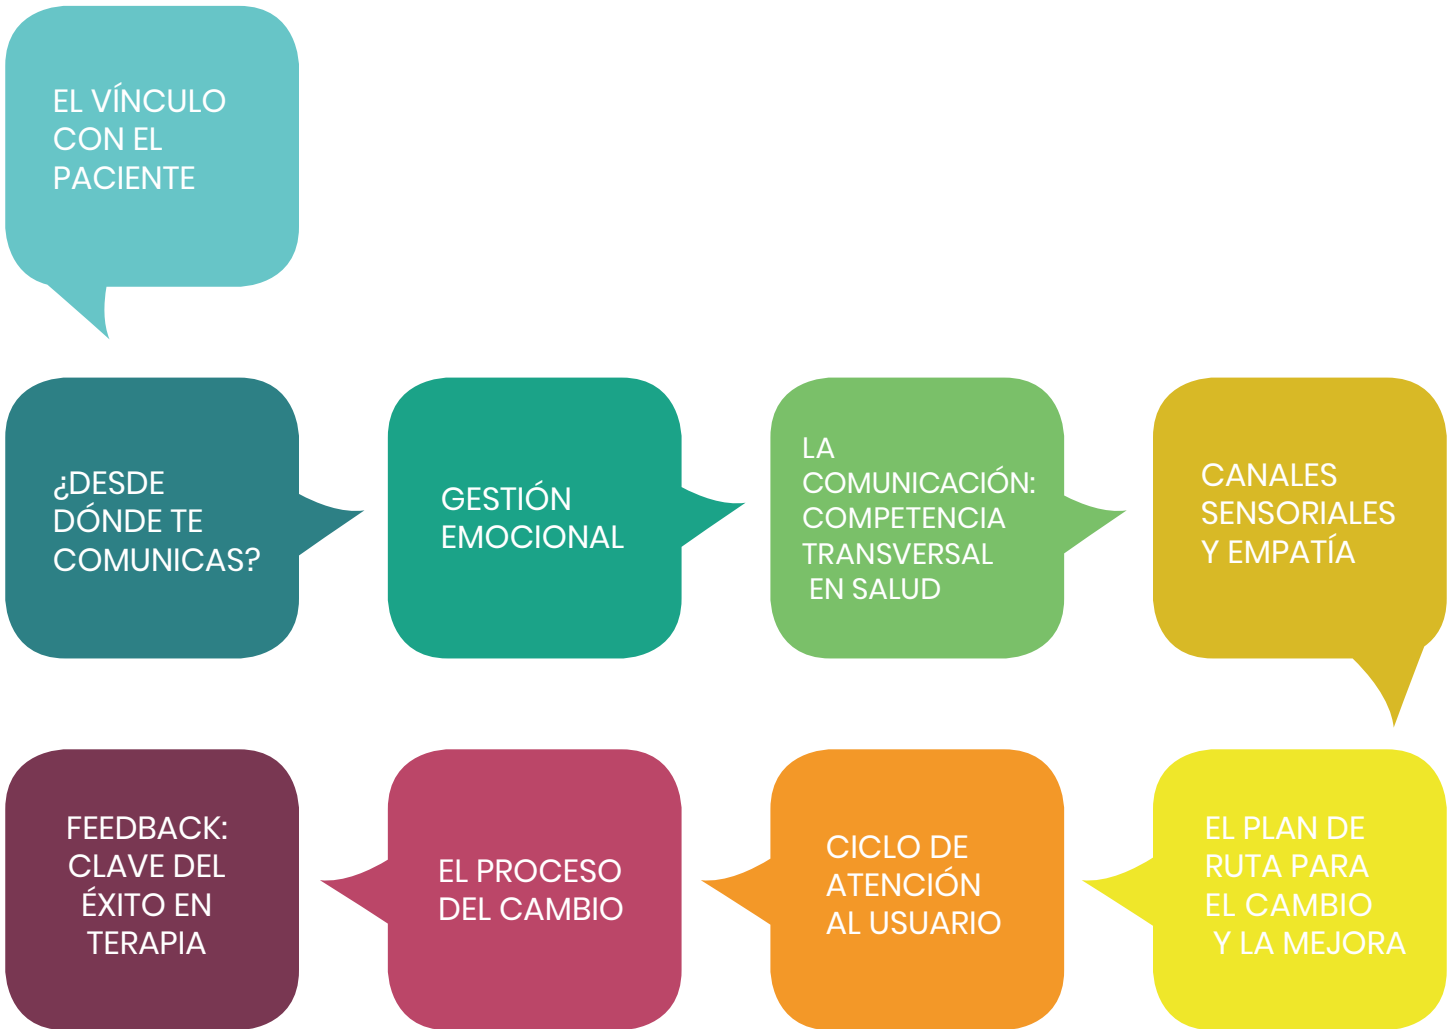 EL VÍNCULO
CON EL
PACIENTE
¿DESDE
DÓNDE TE
COMUNICAS?
GESTIÓN
EMOCIONAL
LA
COMUNICACIÓN:
COMPETENCIA
TRANSVERSAL
EN SALUD
CANALES
SENSORIALES
Y EMPATÍA
EL PLAN DE
RUTA PARA
EL CAMBIO
Y LA MEJORA
CICLO DE
ATENCIÓN
AL USUARIO
EL PROCESO
DEL CAMBIO
FEEDBACK:
CLAVE DEL
ÉXITO EN
TERAPIA